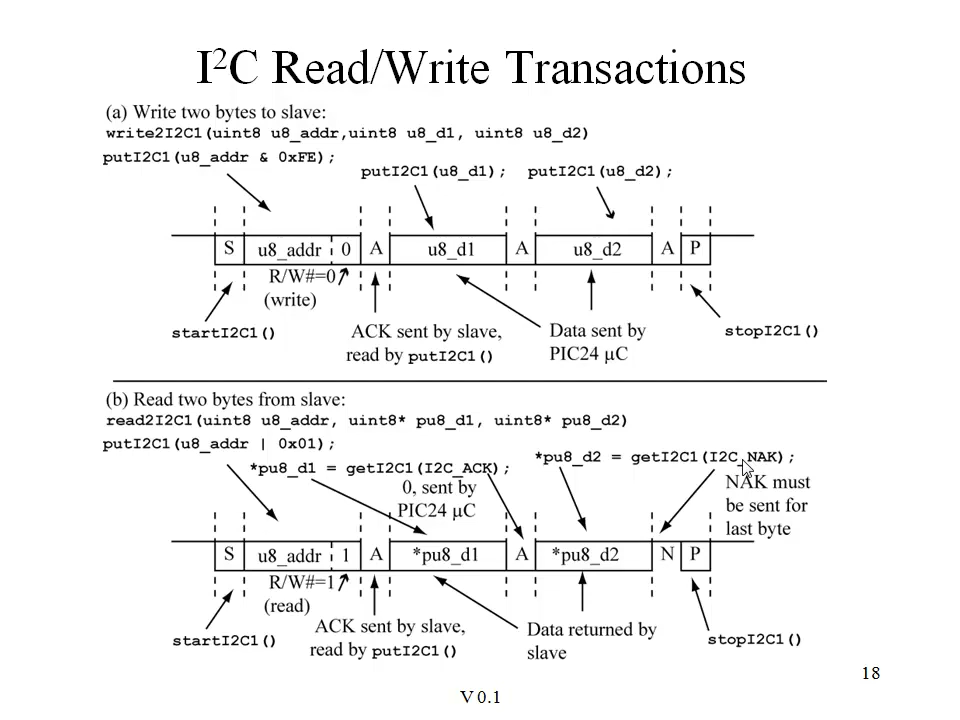 I²C Read/Write Transactions
(a) Write two bytes to slave:
write2I2C1(uint8 u8_addr,uint8 u8_d1, uint8 u8_d2)
putI2C1(u8_addr & 0xFE);
putI2C1(u8_d1); putI2C1(u8_d2);
S u8_addr 0 A u8_d1 A u8_d2 A P
R/W#=0
(write)
startI2C1()
ACK sent by slave,
read by putI2C1()
Data sent by
PIC24 µC
stopI2C1()
(b) Read two bytes from slave:
read2I2C1(uint8 u8_addr, uint8* pu8_d1, uint8* pu8_d2)
putI2C1(u8_addr | 0x01);
*pu8_d1 = getI2C1(I2C_ACK);
*pu8_d2 = getI2C1(I2C_NAK);
0, sent by
PIC24 µC
NAK must
be sent for
last byte
S u8_addr 1 A *pu8_d1 A *pu8_d2 N P
R/W#=1
(read)
startI2C1()
ACK sent by slave,
read by putI2C1()
Data returned by
slave
stopI2C1()
18
V 0.1